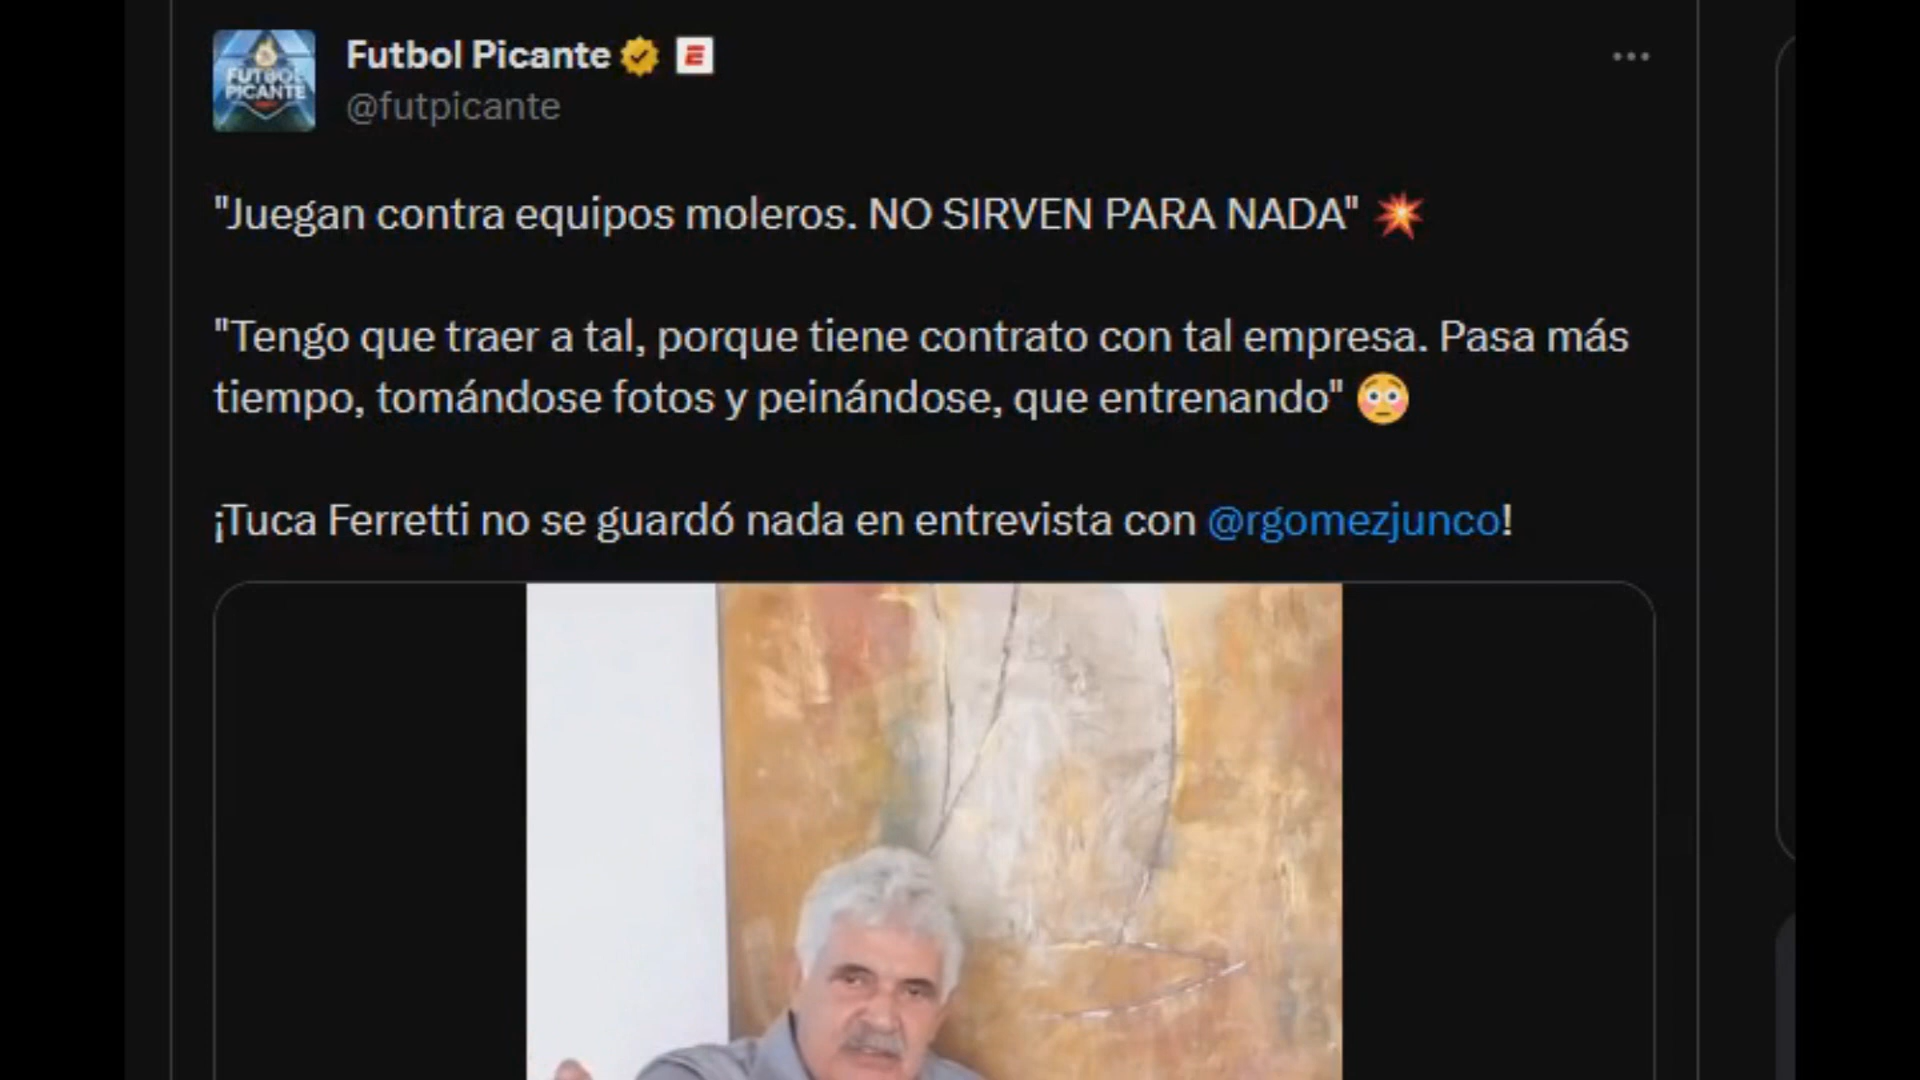 Futbol Picante
@futpicante
FUTBOL
PICANTE
"Juegan contra equipos moleros. NO SIRVEN PARA NADA" 💥
"Tengo que traer a tal, porque tiene contrato con tal empresa. Pasa más
tiempo, tomándose fotos y peinándose, que entrenando" 😳
¡Tuca Ferretti no se guardó nada en entrevista con @rgomezjunco!